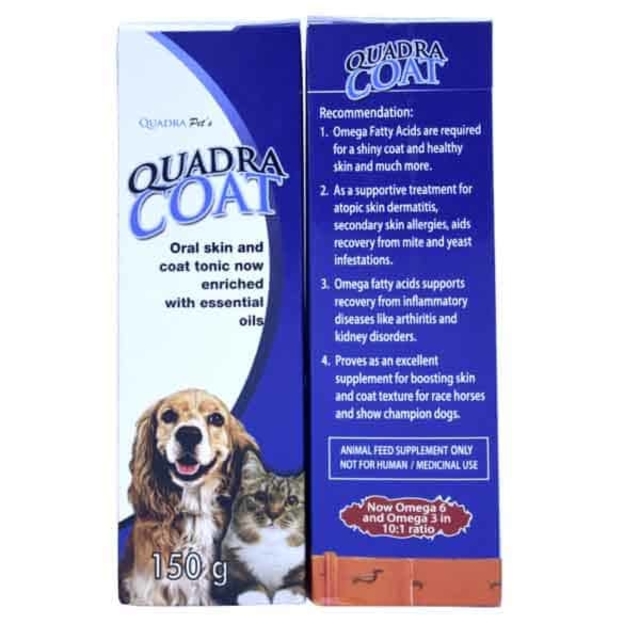 QUADRA Pet's
QUADRA
COAT
Oral skin and
coat tonic now
enriched
with essential
oils
150 g
QUADRA
COAT
Recommendation:
1. Omega Fatty Acids are required
for a shiny coat and healthy
skin and much more.
2. As a supportive treatment for
atopic skin dermatitis,
secondary skin allergies, aids
recovery from mite and yeast
infestations.
3. Omega fatty acids supports
recovery from inflammatory
diseases like arthiritis and
kidney disorders.
4. Proves as an excellent
supplement for boosting skin
and coat texture for race horses
and show champion dogs.
ANIMAL FEED SUPPLEMENT ONLY
NOT FOR HUMAN / MEDICINAL USE
Now Omega 6
and Omega 3 in
10:1 ratio